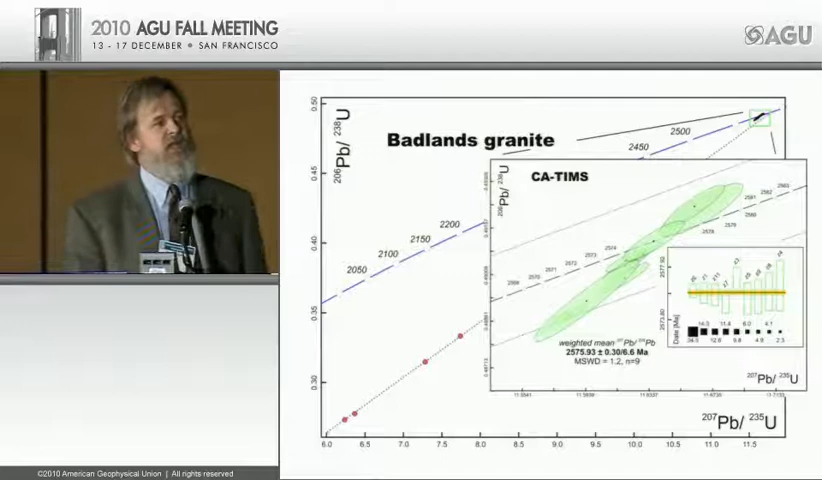 2010 AGU FALL MEETING
13 - 17 DECEMBER • SAN FRANCISCO
AGU
206Pb/ 238U
0.50
0.45
0.40
0.35
0.30
Badlands granite
2050
2100
2150
2200
2450
2500
CA-TIMS
206Pb/ 238U
2569
2570
2571
2572
2573
2574
2578
2579
2580
2581
2582
2583
weighted mean 207Pb/ 206Pb
2575.93 ± 0.30/6.6 Ma
MSWD = 1.2, n=9
Date [Ma]
207Pb/ 235U
207Pb/ 235U
6.0 6.5 7.0 7.5 8.0 8.5 9.0 9.5 10.0 10.5 11.0 11.5
©2010 American Geophysical Union | All rights reserved